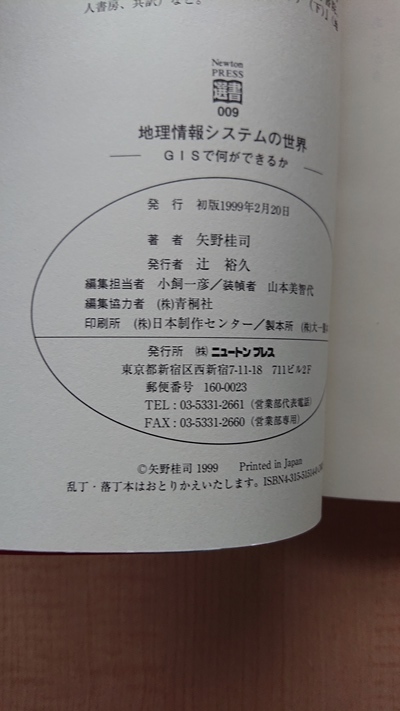 人書房、共訳）など。
Newton
PRESS
選書
009
地理情報システムの世界
GISで何ができるか
発 行 初版1999年2月20日
著 者 矢野桂司
発行者 辻 裕久
編集担当者 小飼一彦／装幀者 山本美智代
編集協力者 (株)青桐社
印刷所 (株)日本制作センター／製本所 (株)大一
発行所 (株) ニュートンプレス
東京都新宿区西新宿7-11-18 711ビル2F
郵便番号 160-0023
TEL : 03-5331-2661 (営業部代表電話)
FAX : 03-5331-2660 (営業部専用)
©矢野桂司 1999 Printed in Japan
乱丁・落丁本はおとりかえいたします。ISBN4-315-